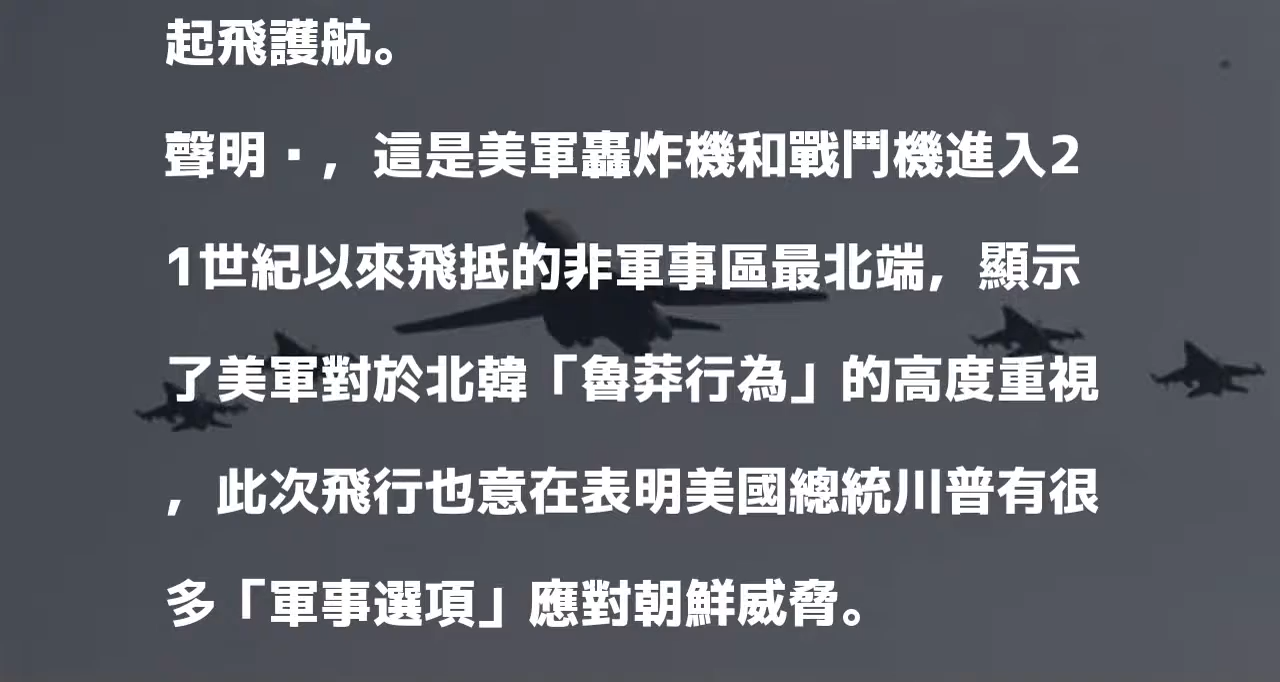 起飛護航。
聲明·，這是美軍轟炸機和戰鬥機進入2
1世紀以來飛抵的非軍事區最北端，顯示
了美軍對於北韓「魯莽行為」的高度重視
，此次飛行也意在表明美國總統川普有很
多「軍事選項」應對朝鮮威脅。